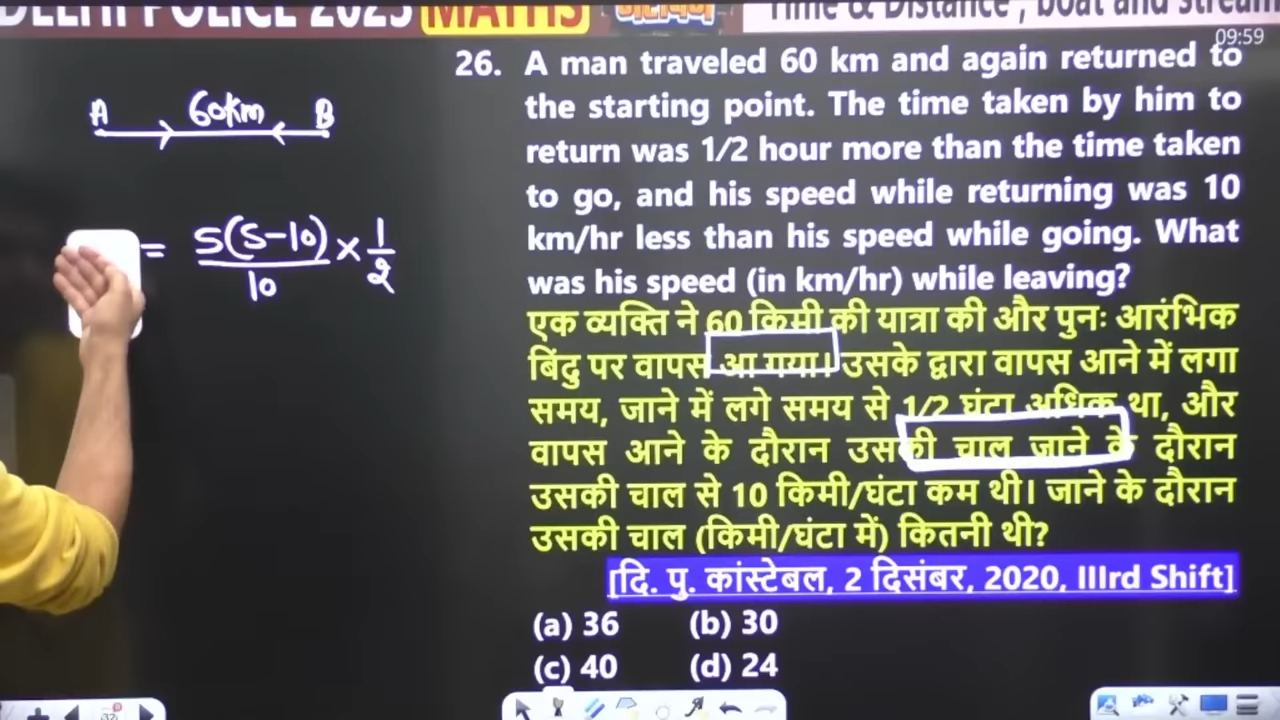 DELHI POLICE 2025 MATHS Time & Distance , boat and stream
09:59
26. A man traveled 60 km and again returned to
the starting point. The time taken by him to
return was 1/2 hour more than the time taken
to go, and his speed while returning was 10
km/hr less than his speed while going. What
was his speed (in km/hr) while leaving?
एक व्यक्ति ने 60 किमी की यात्रा की और पुनः आरंभिक
बिंदु पर वापस आ गया। उसके द्वारा वापस आने में लगा
समय, जाने में लगे समय से 1/2 घंटा अधिक था, और
वापस आने के दौरान उसकी चाल जाने के दौरान
उसकी चाल से 10 किमी/घंटा कम थी। जाने के दौरान
उसकी चाल (किमी/घंटा में) कितनी थी?
[दि. पु. कांस्टेबल, 2 दिसंबर, 2020, IIIrd Shift]
(a) 36 (b) 30
(c) 40 (d) 24
A 60km B
= S(S-10) × 1
10 2